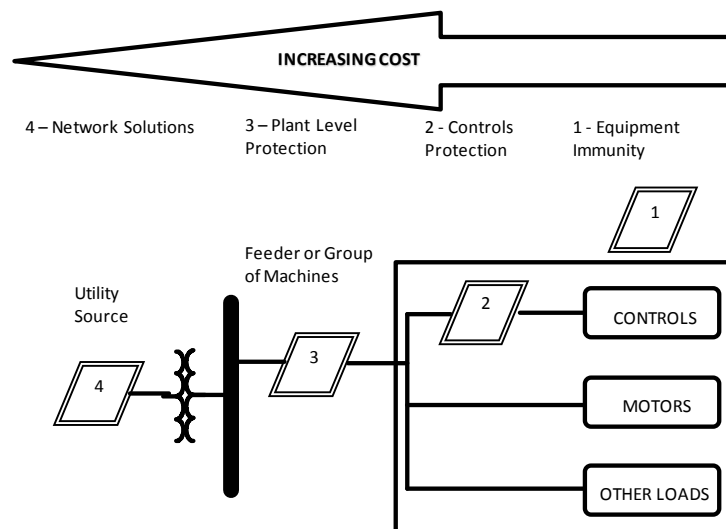 INCREASING COST
4 – Network Solutions
3 – Plant Level
Protection
2 - Controls
Protection
1 - Equipment
Immunity
1
Feeder or Group
of Machines
Utility
Source
2
CONTROLS
3
4
MOTORS
OTHER LOADS